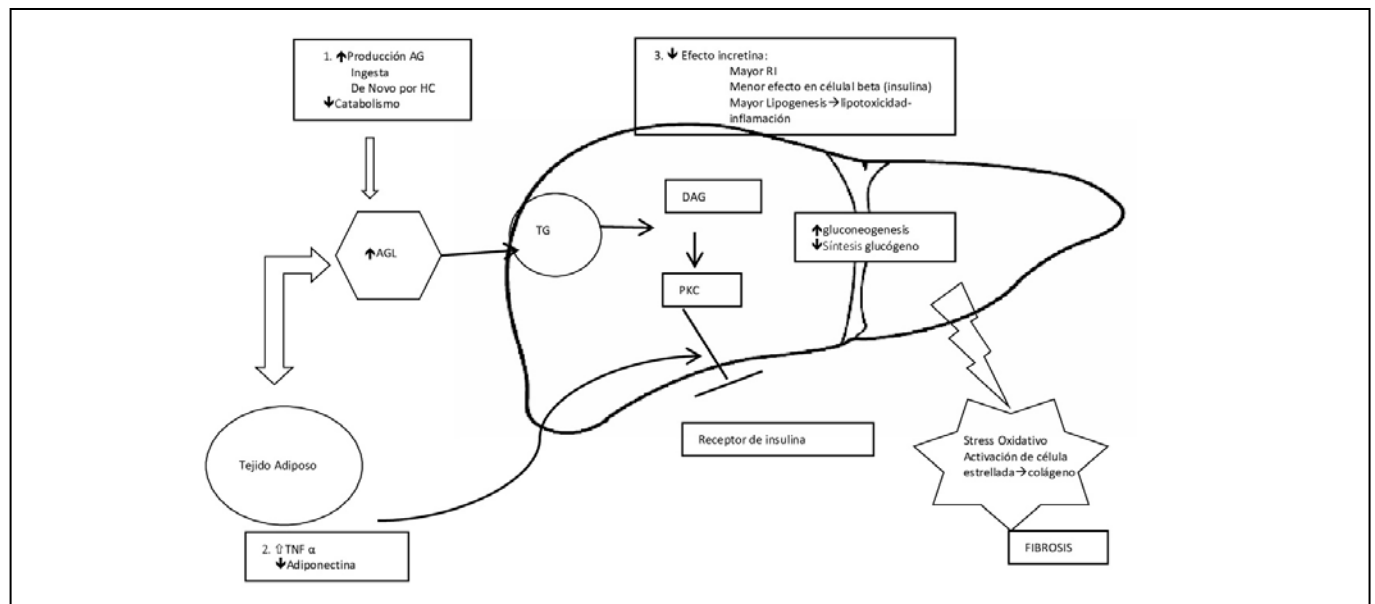 1. ↑Producción AG
Ingesta
De Novo por HC
↓Catabolismo
3. ↓ Efecto incretina:
Mayor RI
Menor efecto en célular beta (insulina)
Mayor Lipogenesis→lipotoxicidad-
inflamación
DAG
TG
↑gluconeogenesis
↓Síntesis glucógeno
↑AGL
PKC
Receptor de insulina
Stress Oxidativo
Activación de célula
estrellada→colágeno
Tejido Adiposo
2. ⇧TNF α
↓Adiponectina
FIBROSIS